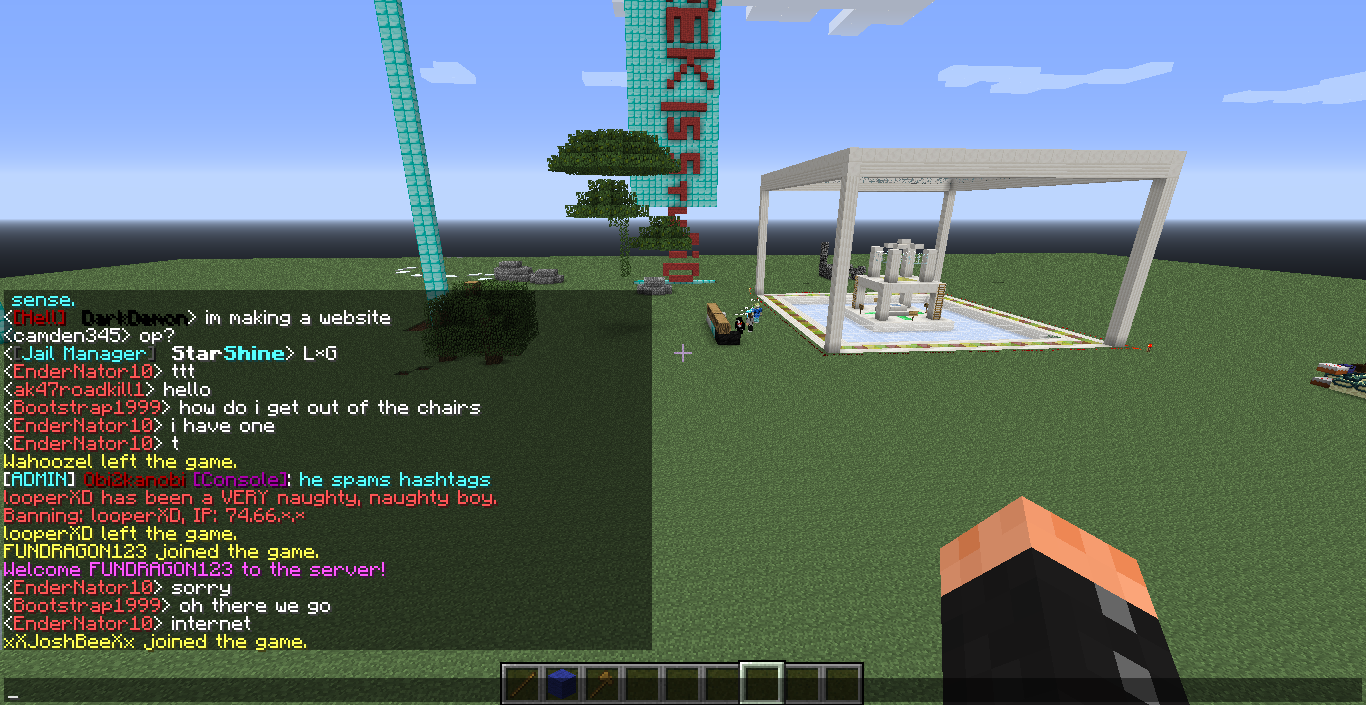 EKISSTUPID
sense.
<[Hell] DarkDamon> im making a website
<camden345> op?
<[Jail Manager] StarShine> L×G
<EnderNator10> ttt
<ak47roadkill1> hello
<Bootstrap1999> how do i get out of the chairs
<EnderNator10> i have one
<EnderNator10> t
Wahoozel left the game.
[ADMIN] Obi2kanobi [Console]: he spams hashtags
looperXD has been a VERY naughty, naughty boy.
Banning: looperXD, IP: 74.66.×.×
looperXD left the game.
FUNDRAGON123 joined the game.
Welcome FUNDRAGON123 to the server!
<EnderNator10> sorry
<Bootstrap1999> oh there we go
<EnderNator10> internet
xXJoshBeeXx joined the game.
_